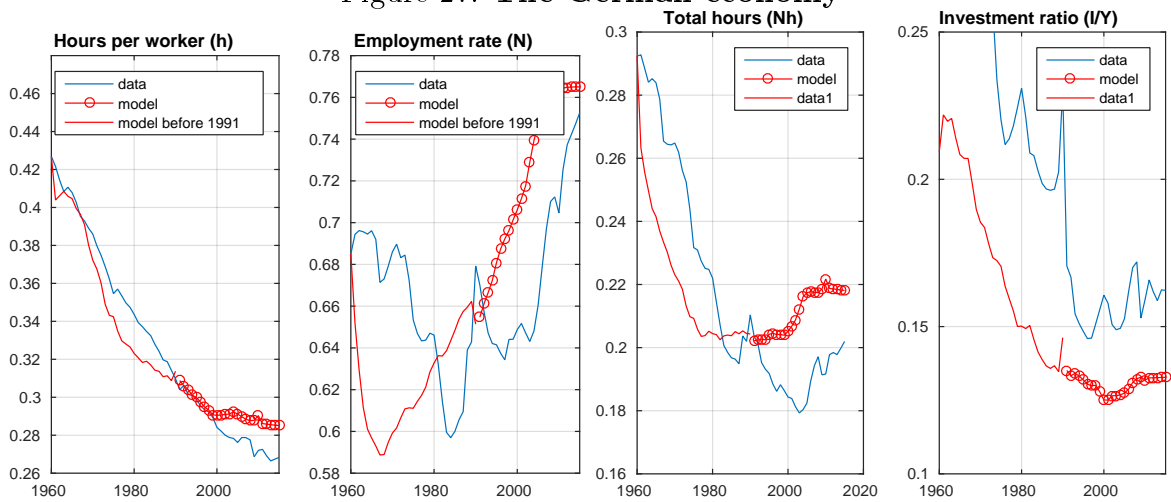 Figure 27: The German economy
Hours per worker (h)
data
model
model before 1991
0.46
0.44
0.42
0.4
0.38
0.36
0.34
0.32
0.3
0.28
0.26
1960
1980
2000
Employment rate (N)
data
model
model before 1991
0.78
0.76
0.74
0.72
0.7
0.68
0.66
0.64
0.62
0.6
0.58
1960
1980
2000
Total hours (Nh)
data
model
data1
0.3
0.28
0.26
0.24
0.22
0.2
0.18
0.16
1960
1980
2000
2020
Investment ratio (I/Y)
data
model
data1
0.25
0.2
0.15
0.1
1960
1980
2000